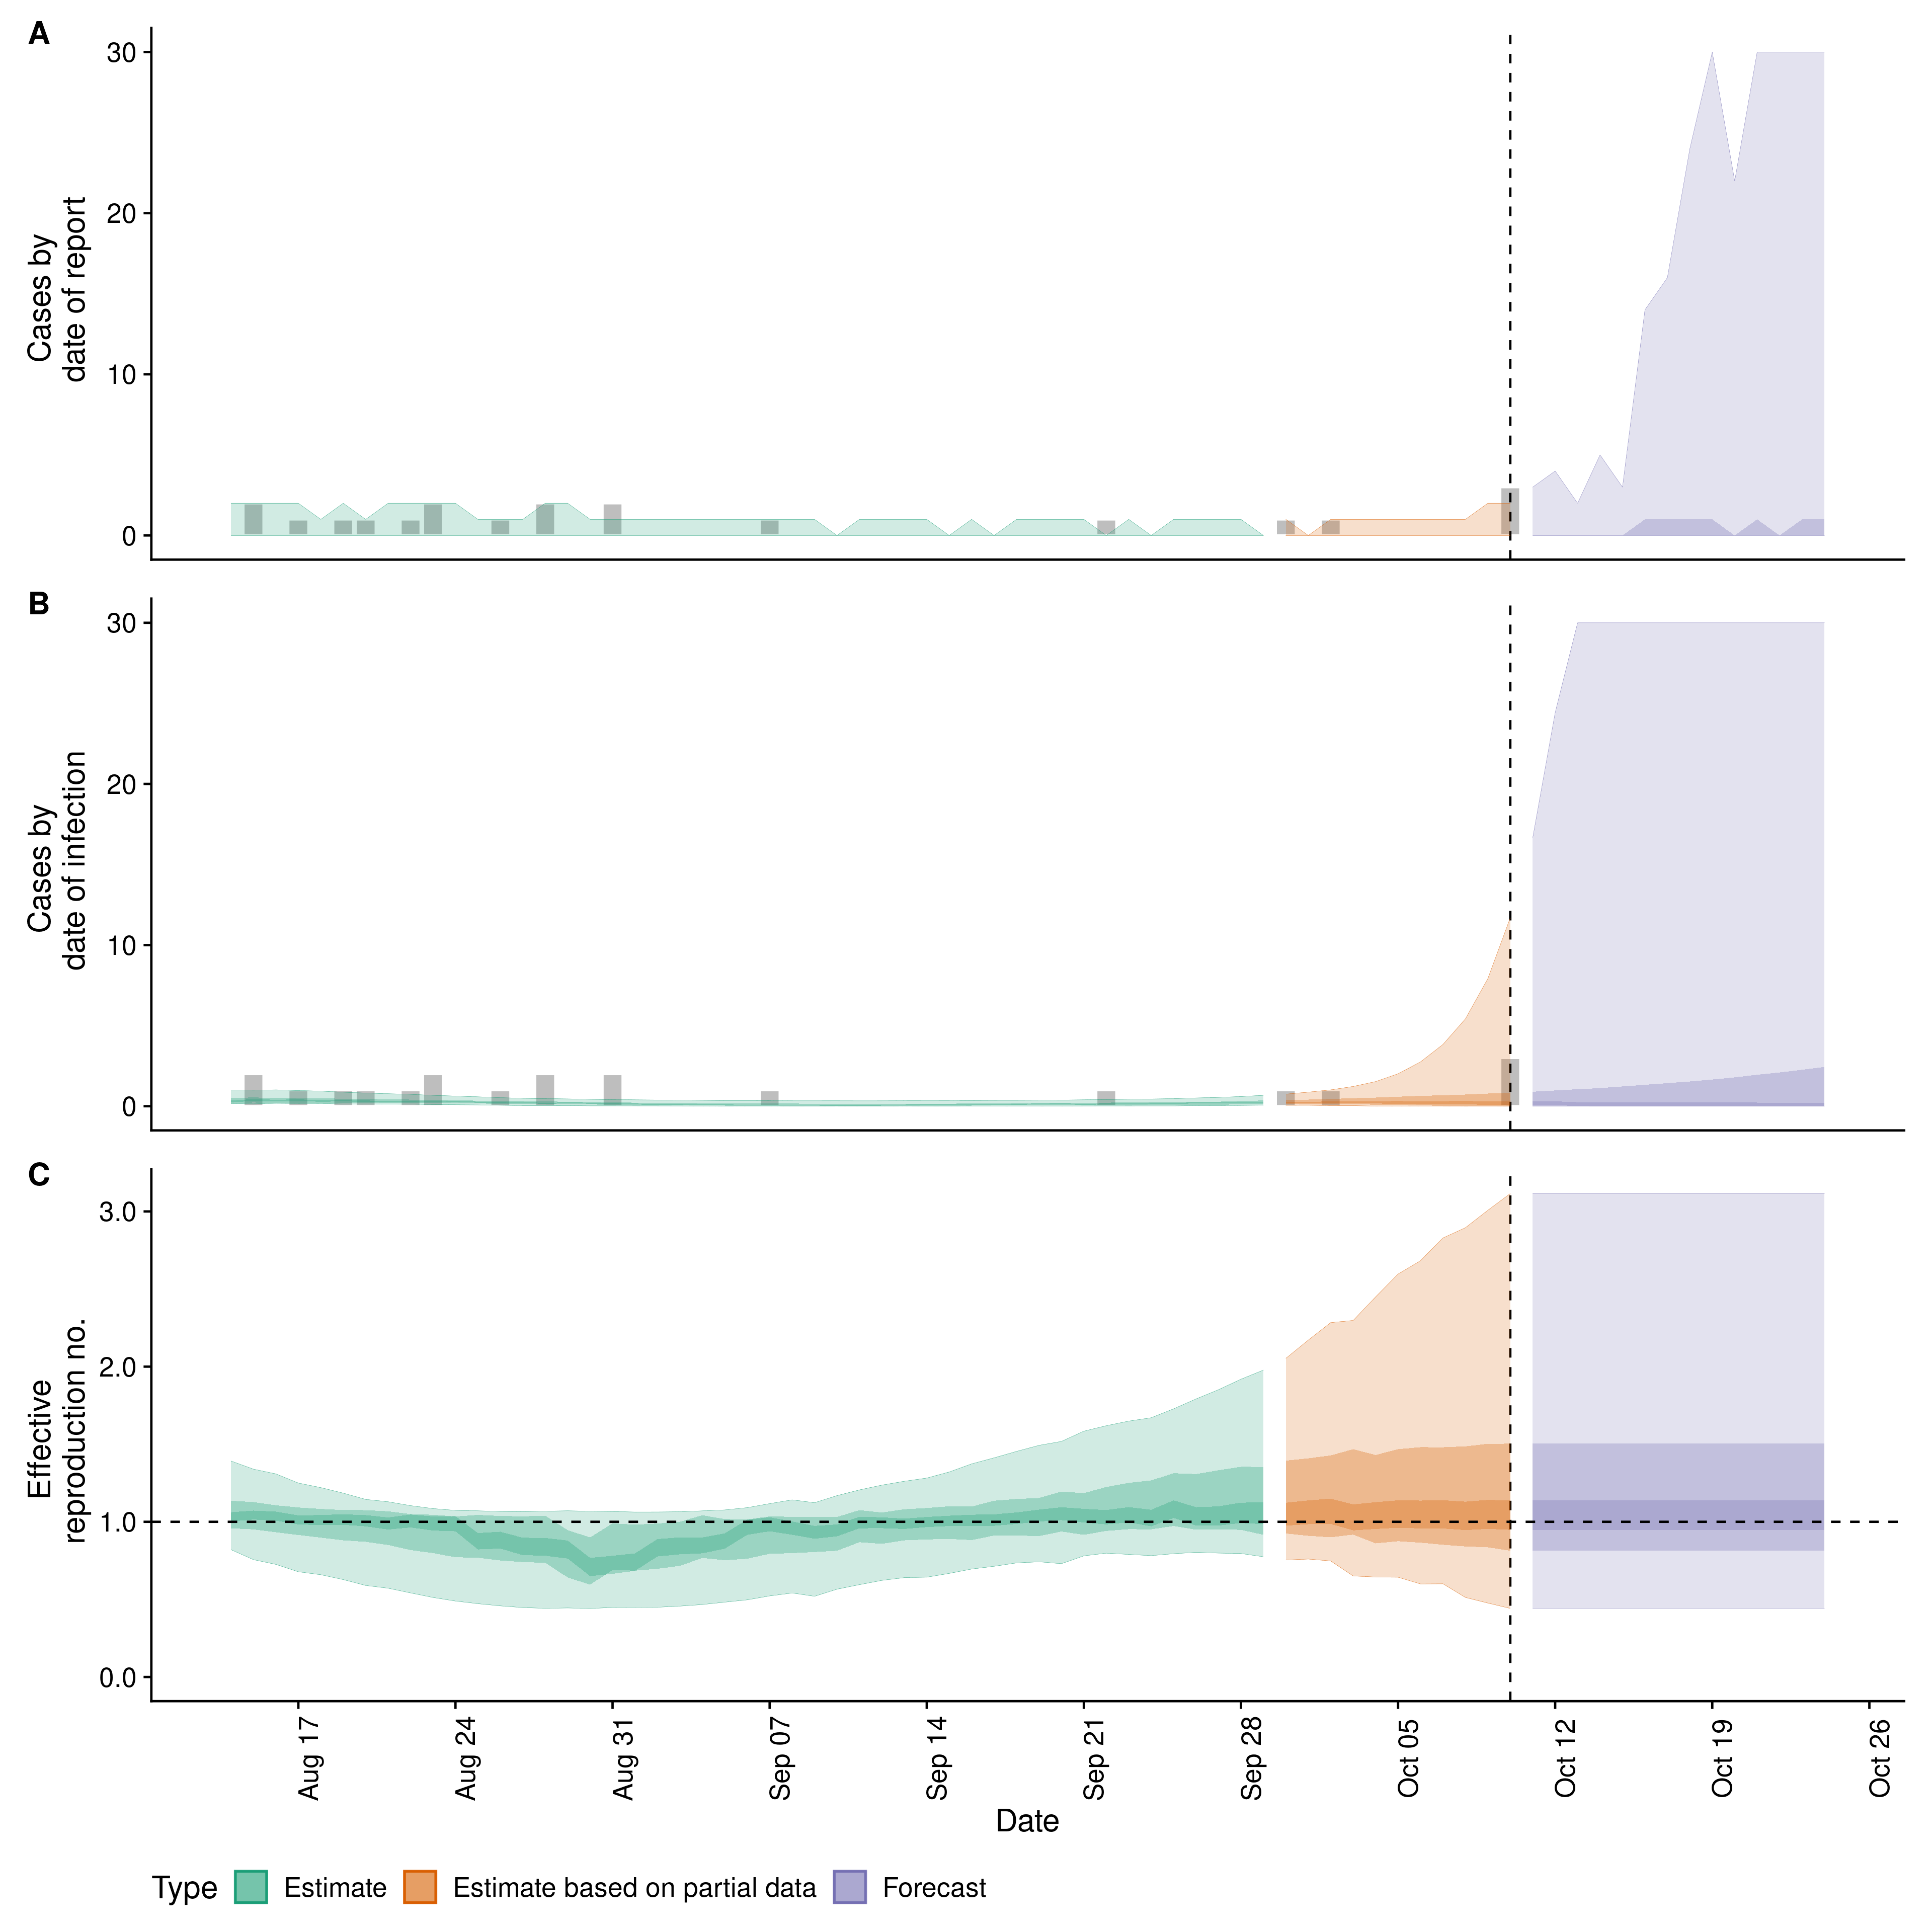 A
Cases by
date of report
30
20
10
0
B
Cases by
date of infection
30
20
10
0
C
Effective
reproduction no.
3.0
2.0
1.0
0.0
Aug 17
Aug 24
Aug 31
Sep 07
Sep 14
Sep 21
Sep 28
Oct 05
Oct 12
Oct 19
Oct 26
Date
Type Estimate Estimate based on partial data Forecast